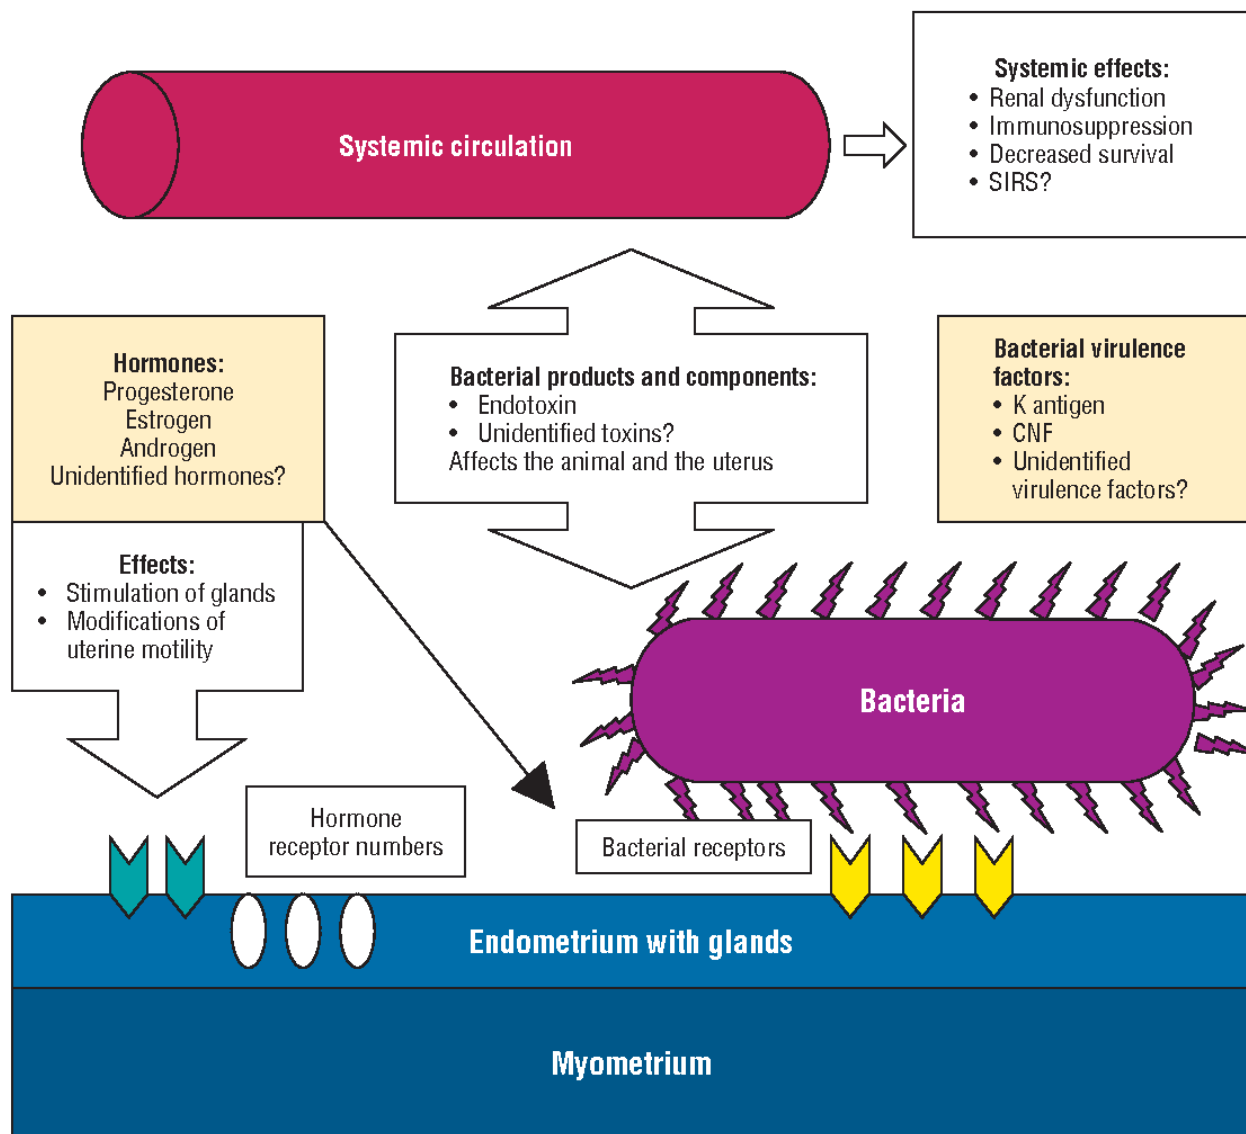 Systemic circulation
Systemic effects:
• Renal dysfunction
• Immunosuppression
• Decreased survival
• SIRS?
Hormones:
Progesterone
Estrogen
Androgen
Unidentified hormones?
Bacterial products and components:
• Endotoxin
• Unidentified toxins?
Affects the animal and the uterus
Bacterial virulence
factors:
• K antigen
• CNF
• Unidentified
virulence factors?
Effects:
• Stimulation of glands
• Modifications of
uterine motility
Bacteria
Hormone
receptor numbers
Bacterial receptors
Endometrium with glands
Myometrium